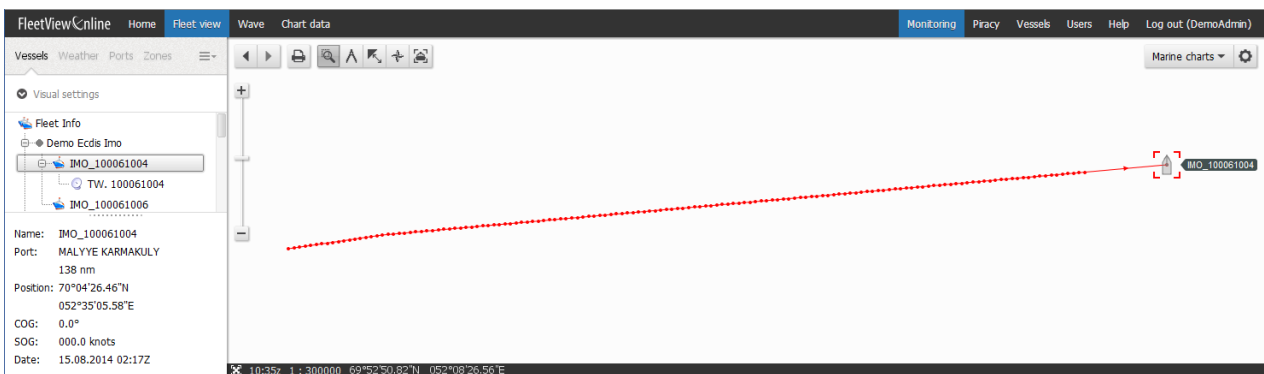 FleetViewOnline Home Fleet view Wave Chart data Monitoring Piracy Vessels Users Help Log out (DemoAdmin)
Vessels Weather Ports Zones
Marine charts
Visual settings
Fleet Info
Demo Ecdis Imo
IMO_100061004
TW. 100061004
IMO_100061006
IMO_100061004
Name: IMO_100061004
Port: MALYYE KARMAKULY
138 nm
Position: 70°04'26.46"N
052°35'05.58"E
COG: 0.0°
SOG: 000.0 knots
Date: 15.08.2014 02:17Z
10:35z 1 : 300000 69°52'50.82"N 052°08'26.56"E